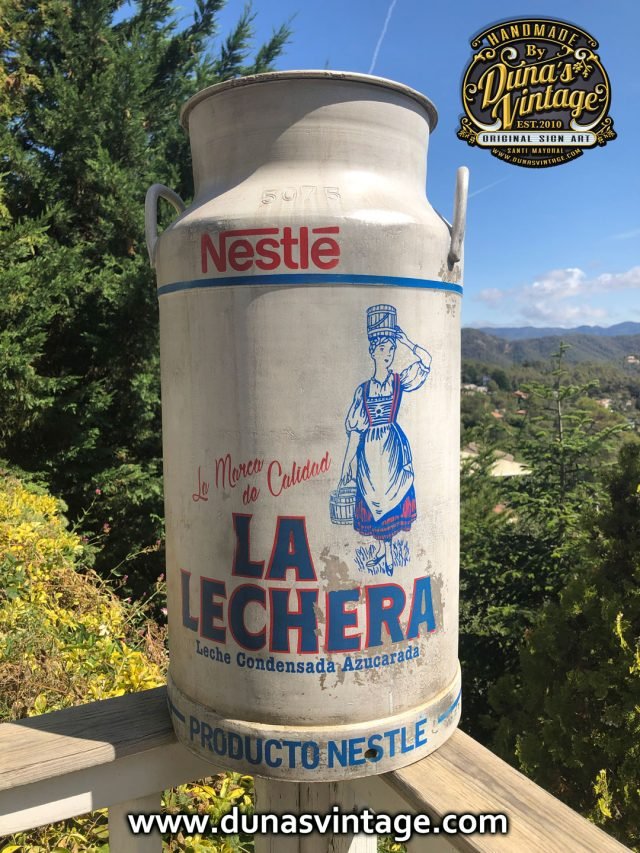 HANDMADE
By
Duna's
Vintage
EST.2010
ORIGINAL SIGN ART
SANTI MAYORAL
WWW.DUNASVINTAGE.COM
5075
Nestlē
La Marca
de Calidad
LA
LECHERA
Leche Condensada Azucarada
PRODUCTO NESTLÉ
www.dunasvintage.com